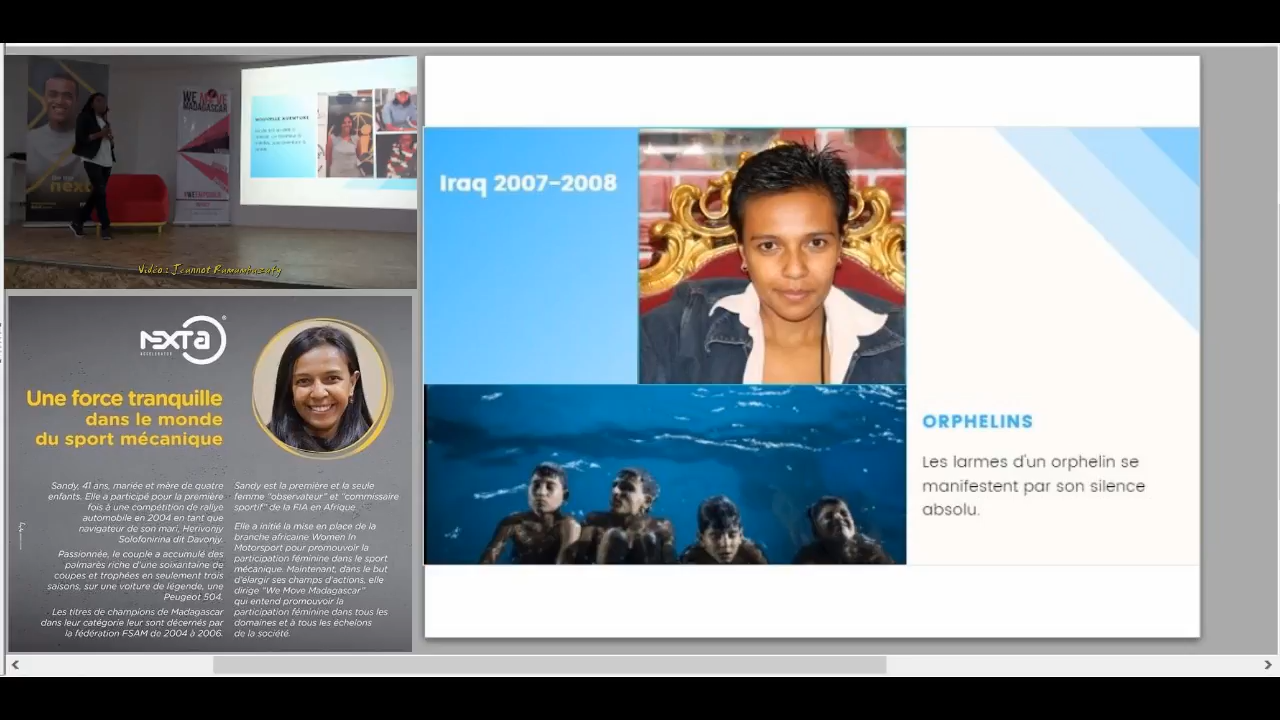 WE MOVE
MADAGASCAR
next
NOUVELLE AVENTURE
Vidéo : Jeannot Ramambazafy
NEXTA
ACCELERATOR
Une force tranquille
dans le monde
du sport mécanique
Sandy, 41 ans, mariée et mère de quatre
enfants. Elle a participé pour la première
fois à une compétition de rallye
automobile en 2004 en tant que
navigateur de son mari, Herivonjy
Solofonirina dit Davonjy.
Passionnée, le couple a accumulé des
palmarès riche d'une soixantaine de
coupes et trophées en seulement trois
saisons, sur une voiture de légende, une
Peugeot 504.
Les titres de champions de Madagascar
dans leur catégorie leur sont décernés par
la fédération FSAM de 2004 à 2006.
Sandy est la première et la seule
femme "observateur" et "commissaire
sportif" de la FIA en Afrique.
Elle a initié la mise en place de la
branche africaine Women In
Motorsport pour promouvoir la
participation féminine dans le sport
mécanique. Maintenant, dans le but
d'élargir ses champs d'actions, elle
dirige "We Move Madagascar"
qui entend promouvoir la
participation féminine dans tous les
domaines et à tous les échelons
de la société.
Iraq 2007-2008
ORPHELINS
Les larmes d'un orphelin se
manifestent par son silence
absolu.